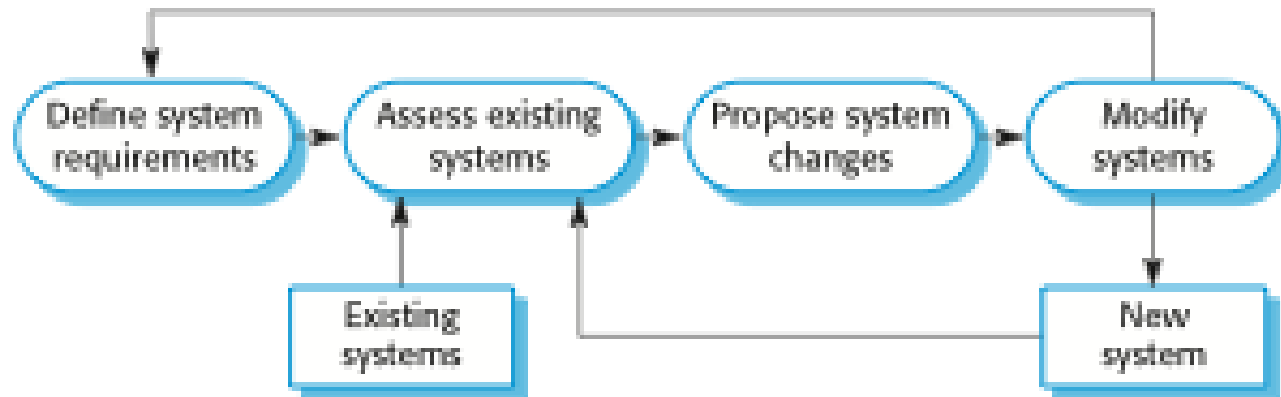 Define system
requirements
Assess existing
systems
Propose system
changes
Modify
systems
Existing
systems
New
system